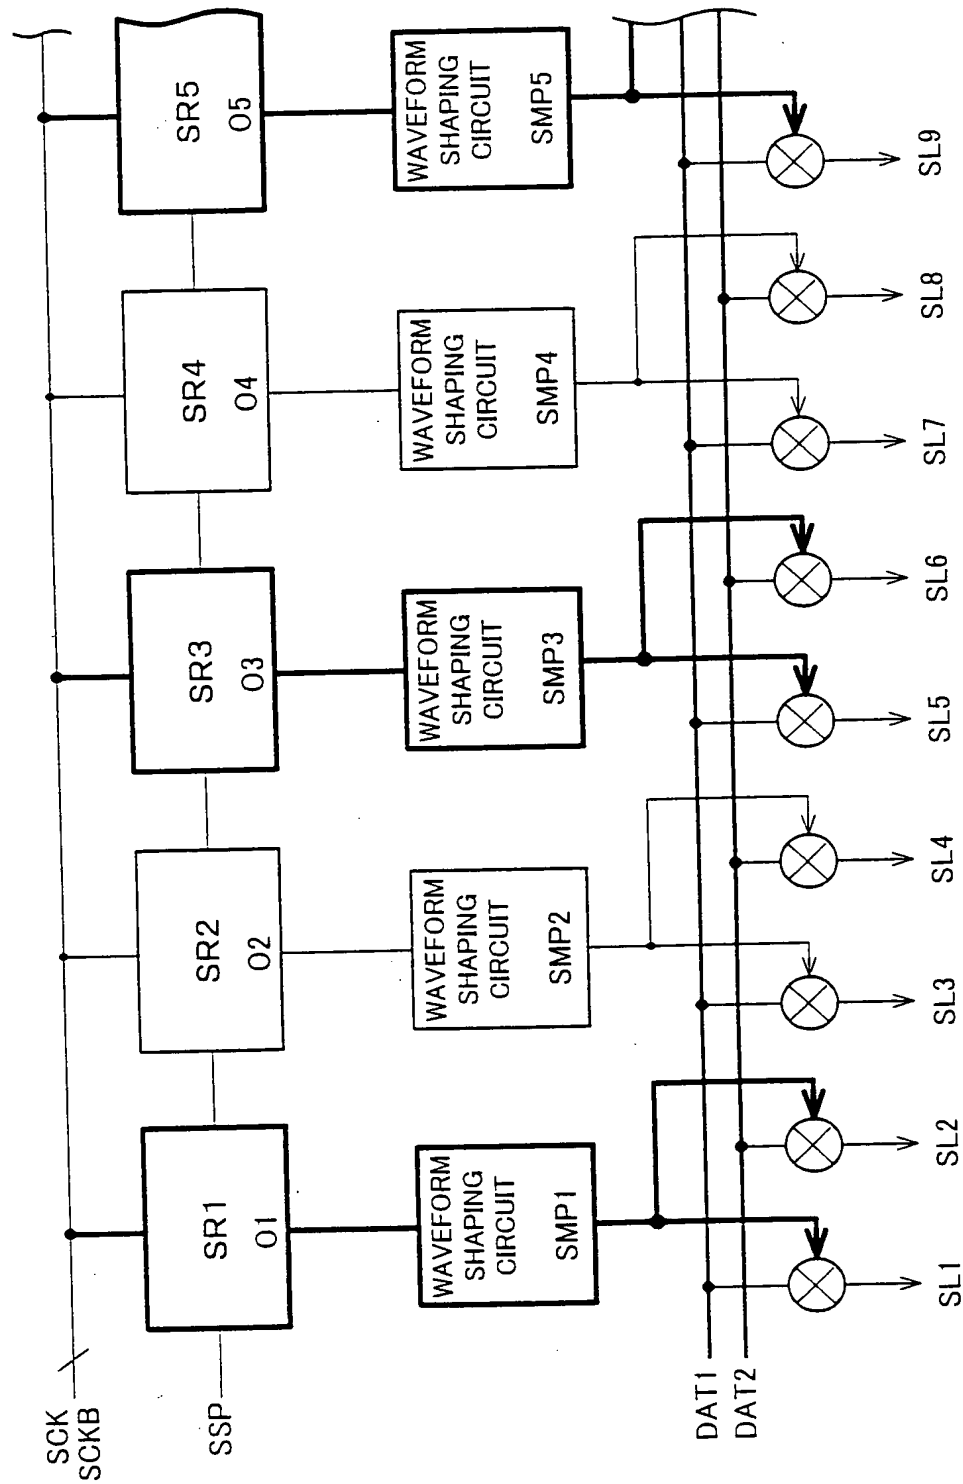 SCK
SCKB
SSP
SR1
O1
SR2
O2
SR3
O3
SR4
O4
SR5
O5
WAVEFORM
SHAPING
CIRCUIT
SMP1
WAVEFORM
SHAPING
CIRCUIT
SMP2
WAVEFORM
SHAPING
CIRCUIT
SMP3
WAVEFORM
SHAPING
CIRCUIT
SMP4
WAVEFORM
SHAPING
CIRCUIT
SMP5
DAT1
DAT2
SL1
SL2
SL3
SL4
SL5
SL6
SL7
SL8
SL9